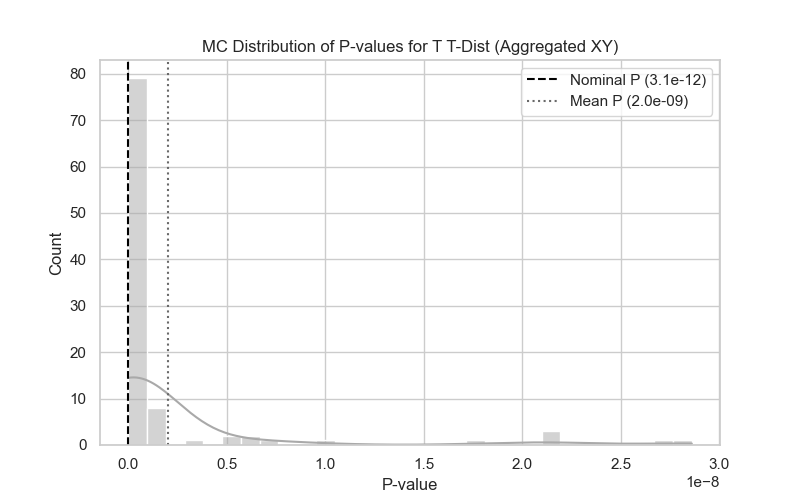 MC Distribution of P-values for T T-Dist (Aggregated XY)
Nominal P (3.1e-12)
Mean P (2.0e-09)
80
70
60
50
40
30
20
10
0
Count
0.0 0.5 1.0 1.5 2.0 2.5 3.0
1e−8
P-value